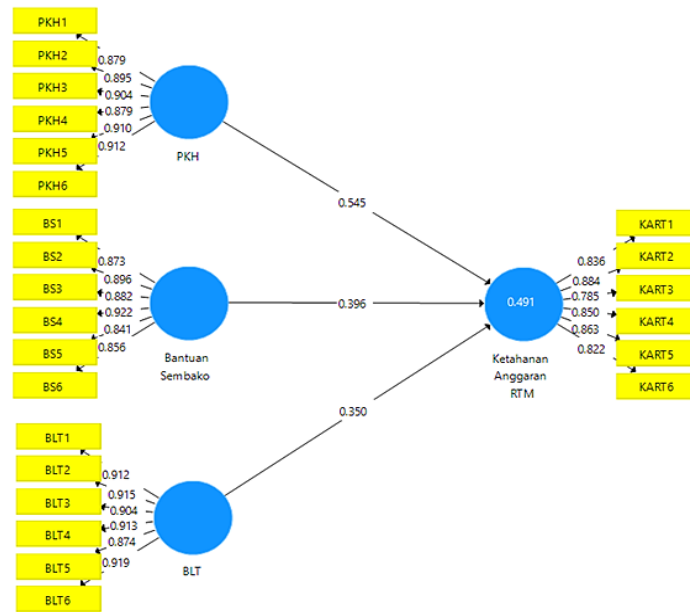 PKH1
PKH2
PKH3
PKH4
PKH5
PKH6
0.879
0.895
0.904
0.879
0.910
0.912
PKH
0.545
BS1
BS2
BS3
BS4
BS5
BS6
0.873
0.896
0.882
0.922
0.841
0.856
Bantuan
Sembako
0.396
BLT1
BLT2
BLT3
BLT4
BLT5
BLT6
0.912
0.915
0.904
0.913
0.874
0.919
BLT
0.350
0.491
Ketahanan
Anggaran
RTM
0.836
0.884
0.785
0.850
0.863
0.822
KART1
KART2
KART3
KART4
KART5
KART6